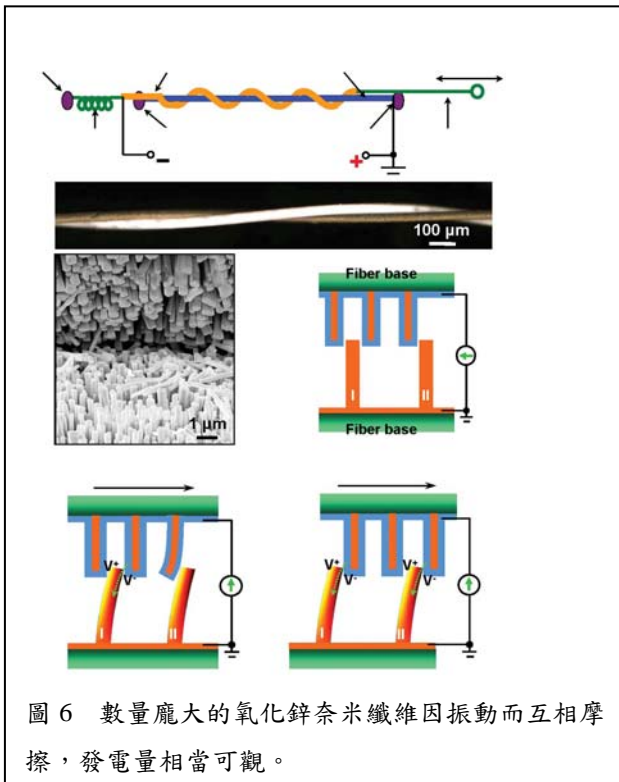 -
+
100 μm
Fiber base
1 μm
I
II
Fiber base
V+
V-
I
II
V+
V-
V+
V-
I
II
圖 6 數量龐大的氧化鋅奈米纖維因振動而互相摩
擦，發電量相當可觀。